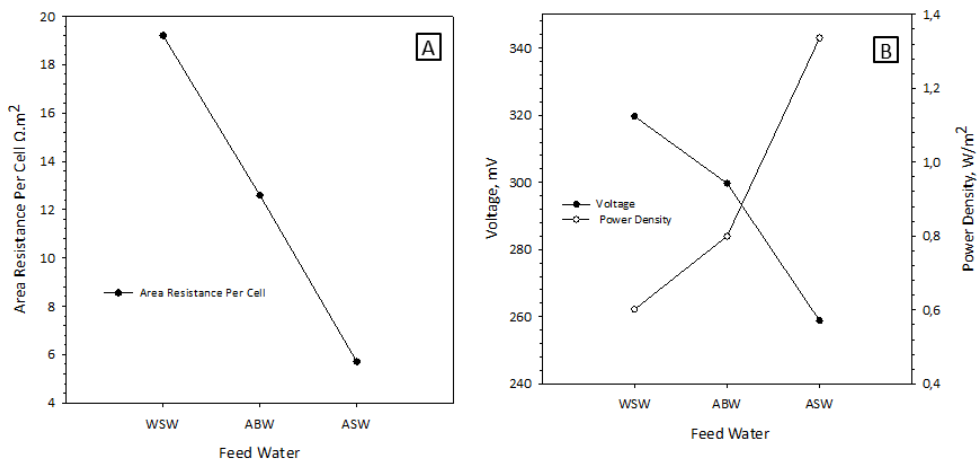 A
Area Resistance Per Cell Ω.m²
20
18
16
14
12
10
8
6
4
Area Resistance Per Cell
WSW ABW ASW
Feed Water
B
Voltage, mV
340
320
300
280
260
240
Voltage
Power Density
1,4
1,2
1,0
0,8
0,6
0,4
Power Density, W/m²
WSW ABW ASW
Feed Water